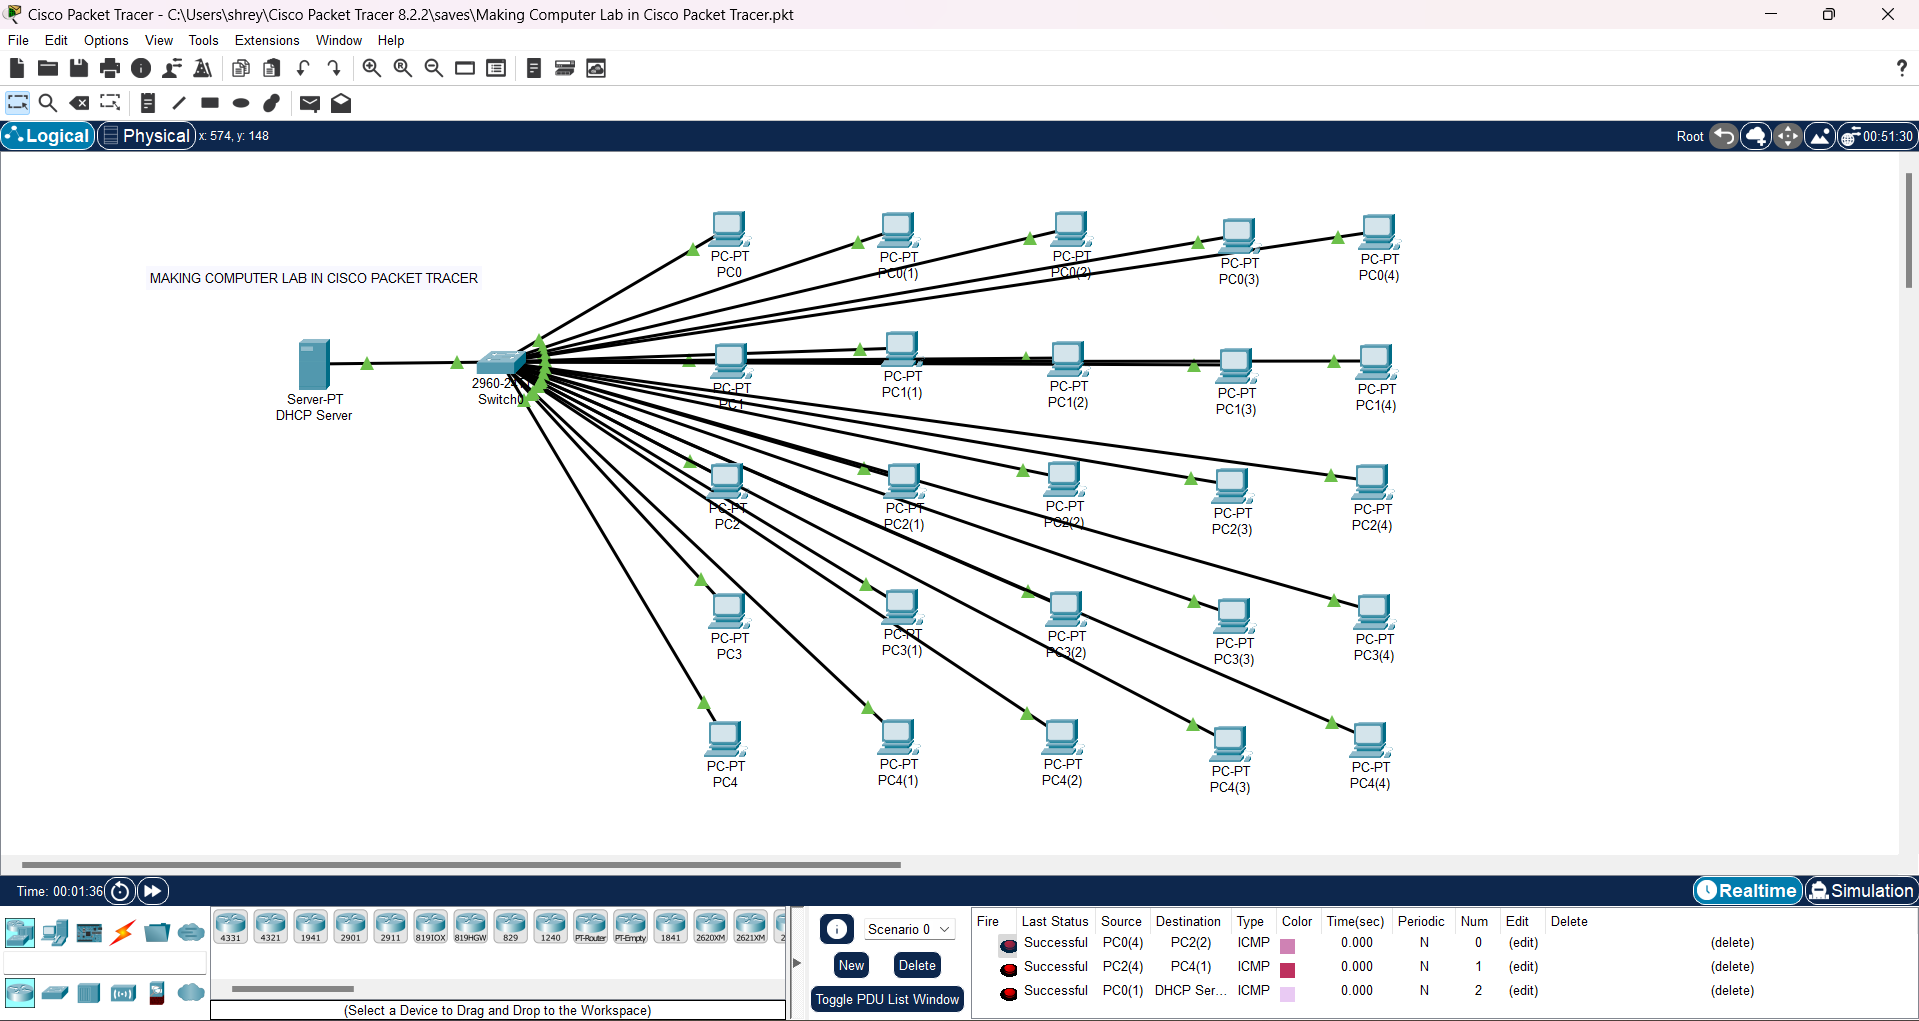 Cisco Packet Tracer - C:\Users\shrey\Cisco Packet Tracer 8.2.2\saves\Making Computer Lab in Cisco Packet Tracer.pkt
File Edit Options View Tools Extensions Window Help
?
Logical Physical x: 574, y: 148 Root 00:51:30
MAKING COMPUTER LAB IN CISCO PACKET TRACER
PC-PT PC-PT PC-PT PC-PT PC-PT
PC0 PC0(1) PC0(2) PC0(3) PC0(4)
Server-PT
DHCP Server
Switch0
PC-PT PC-PT PC-PT PC-PT PC-PT
PC1 PC1(1) PC1(2) PC1(3) PC1(4)
PC-PT PC-PT PC-PT PC-PT PC-PT
PC2 PC2(1) PC2(2) PC2(3) PC2(4)
PC-PT PC-PT PC-PT PC-PT PC-PT
PC3 PC3(1) PC3(2) PC3(3) PC3(4)
PC-PT PC-PT PC-PT PC-PT PC-PT
PC4 PC4(1) PC4(2) PC4(3) PC4(4)
Time: 00:01:36 Realtime Simulation
4331 4321 1941 2901 2911 819IOX 819HGW 829 1240 PT-Router PT-Empty 1841 2620XM 2621XM
(Select a Device to Drag and Drop to the Workspace)
Scenario 0
New Delete
Toggle PDU List Window
Fire Last Status Source Destination Type Color Time(sec) Periodic Num Edit Delete
Successful PC0(4) PC2(2) ICMP 0.000 N 0 (edit) (delete)
Successful PC2(4) PC4(1) ICMP 0.000 N 1 (edit) (delete)
Successful PC0(1) DHCP Ser... ICMP 0.000 N 2 (edit) (delete)